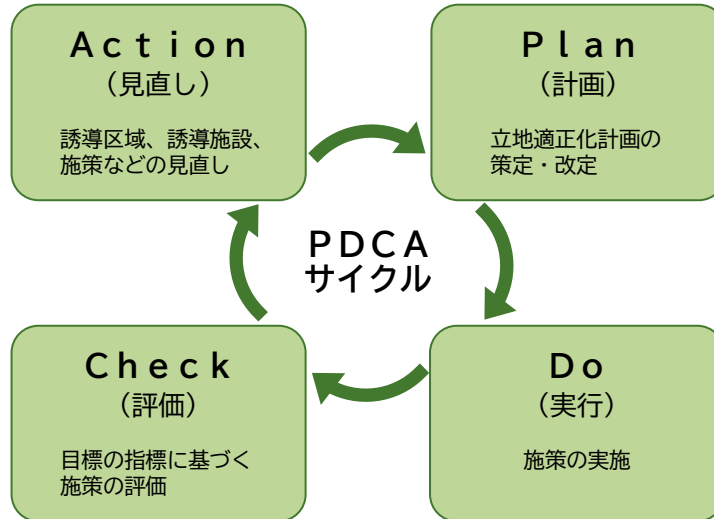 Action
(見直し)
誘導区域、誘導施設、
施策などの見直し
Plan
(計画)
立地適正化計画の
策定・改定
PDCA
サイクル
Check
(評価)
目標の指標に基づく
施策の評価
Do
(実行)
施策の実施